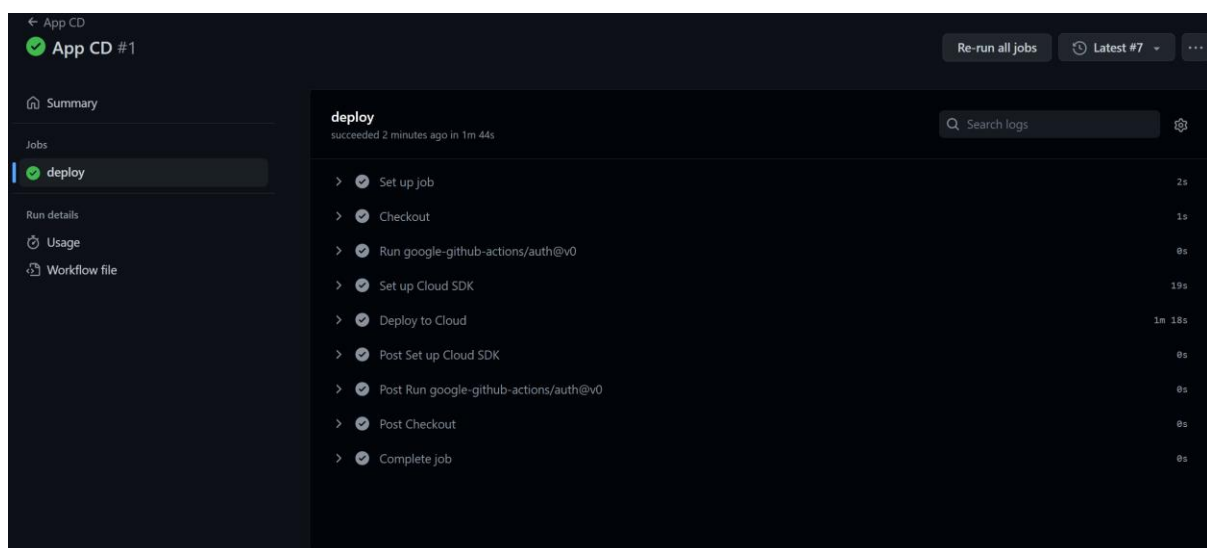 ← App CD
App CD #1
Re-run all jobs
Latest #7
...
Summary
Jobs
deploy
Run details
Usage
Workflow file
deploy
succeeded 2 minutes ago in 1m 44s
Search logs
Set up job 2s
Checkout 1s
Run google-github-actions/auth@v0 0s
Set up Cloud SDK 19s
Deploy to Cloud 1m 18s
Post Set up Cloud SDK 0s
Post Run google-github-actions/auth@v0 0s
Post Checkout 0s
Complete job 0s